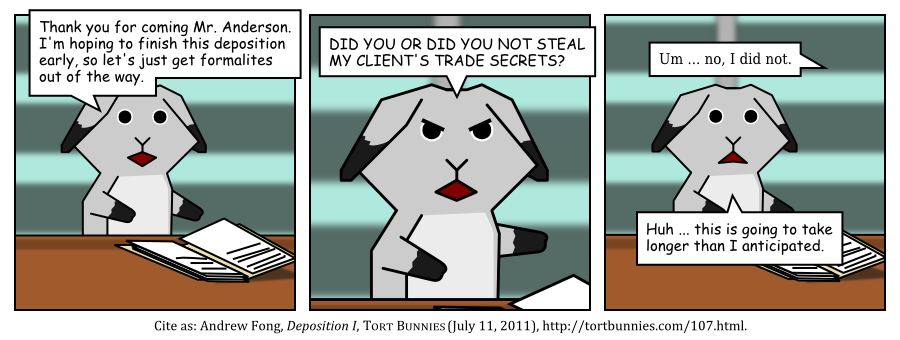 Thank you for coming Mr. Anderson.
I'm hoping to finish this deposition
early, so let's just get formalites
out of the way.
DID YOU OR DID YOU NOT STEAL
MY CLIENT'S TRADE SECRETS?
Um ... no, I did not.
Huh ... this is going to take
longer than I anticipated.
Cite as: Andrew Fong, Deposition I, TORT BUNNIES (July 11, 2011), http://tortbunnies.com/107.html.